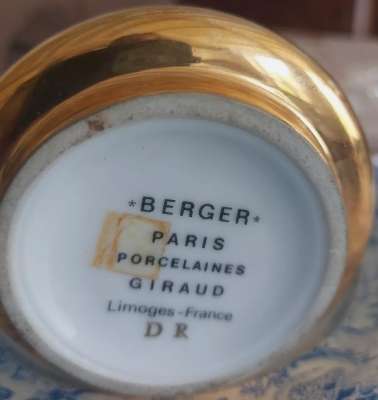 *BERGER*
PARIS
PORCELAINES
GIRAUD
Limoges-France
D R